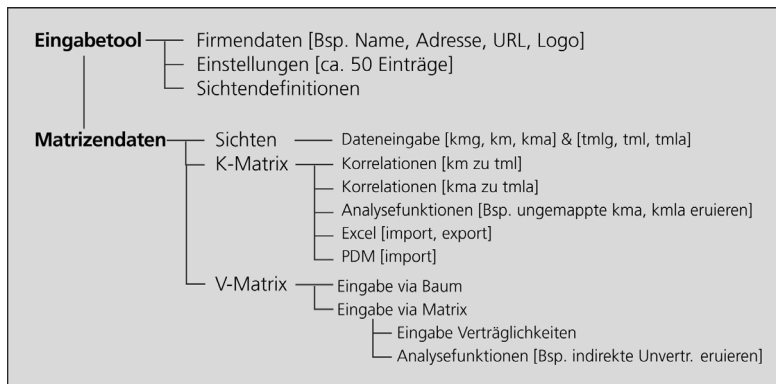 Eingabetool Firmendaten [Bsp. Name, Adresse, URL, Logo]
Einstellungen [ca. 50 Einträge]
Sichtendefinitionen
Matrizendaten Sichten Dateneingabe [kmg, km, kma] & [tmlg, tml, tmla]
K-Matrix Korrelationen [km zu tml]
Korrelationen [kma zu tmla]
Analysefunktionen [Bsp. ungemappte kma, kmla eruieren]
Excel [import, export]
PDM [import]
V-Matrix Eingabe via Baum
Eingabe via Matrix
Eingabe Verträglichkeiten
Analysefunktionen [Bsp. indirekte Unvertr. eruieren]